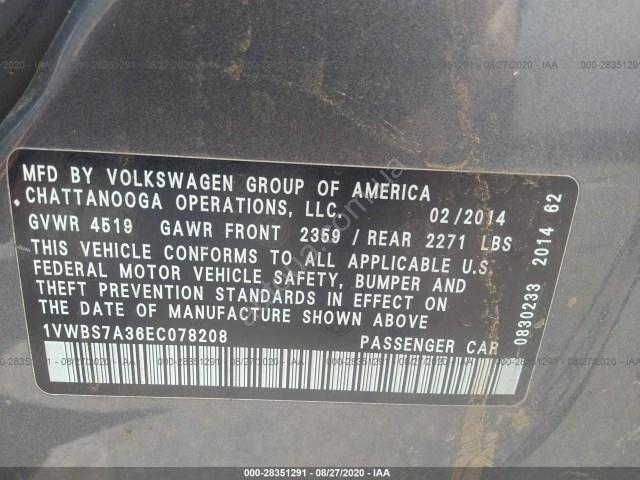 MFD BY VOLKSWAGEN GROUP OF AMERICA
CHATTANOOGA OPERATIONS, LLC. 02/2014
GVWR 4519 GAWR FRONT 2359 / REAR 2271 LBS
THIS VEHICLE CONFORMS TO ALL APPLICABLE U.S.
FEDERAL MOTOR VEHICLE SAFETY, BUMPER AND
THEFT PREVENTION STANDARDS IN EFFECT ON
THE DATE OF MANUFACTURE SHOWN ABOVE
1VWBS7A36EC078208 PASSENGER CAR
0830233 2014 62
000-28351291 - 08/27/2020 - IAA